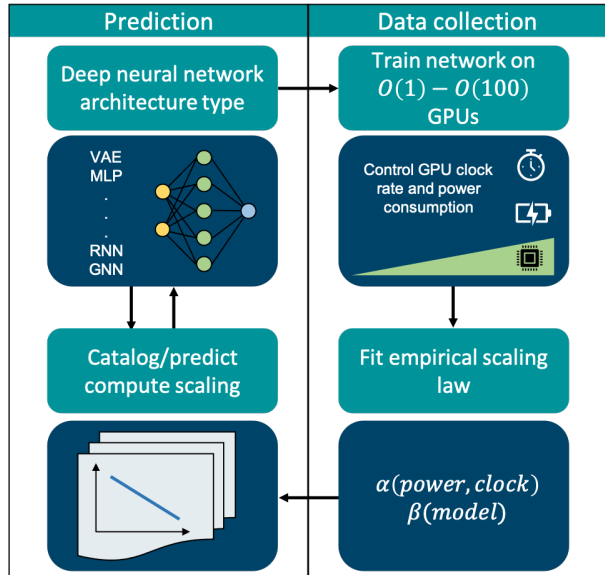 Prediction
Data collection
Deep neural network
architecture type
Train network on
O(1) − O(100)
GPUs
VAE
MLP
.
.
.
RNN
GNN
Control GPU clock
rate and power
consumption
Catalog/predict
compute scaling
Fit empirical scaling
law
α(power, clock)
β(model)